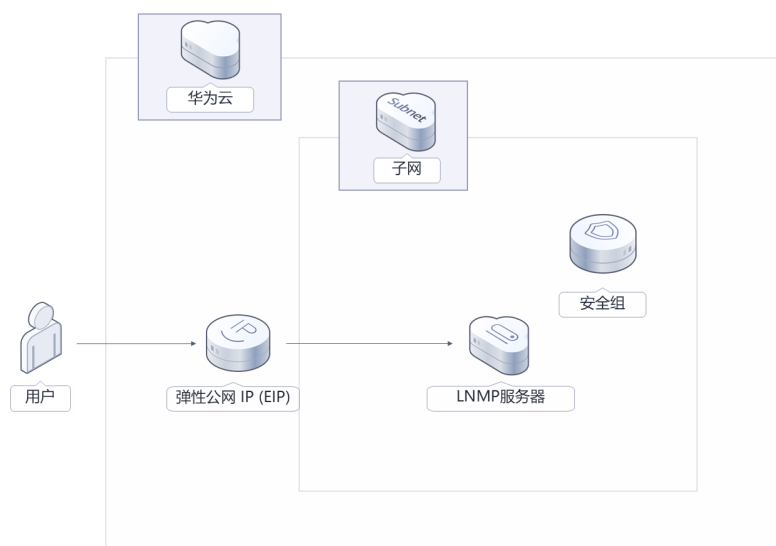 华为云
Subnet
子网
安全组
IP
用户
弹性公网 IP (EIP)
LNMP服务器